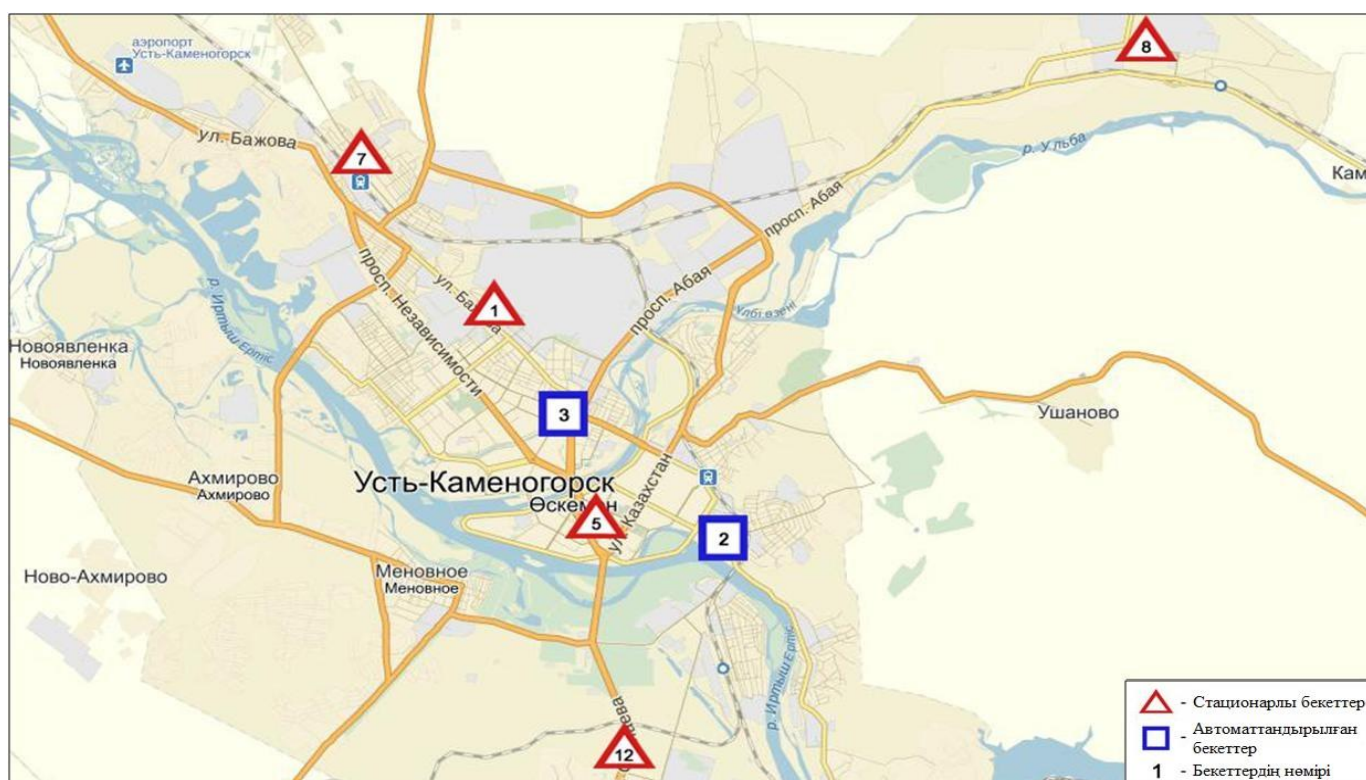 аэропорт
Усть-Каменогорск
8
ул. Бажова
7
р. Ульба
Кам
просп. Абая
р. Иртыш Ертіс
просп. Независимости
ул. Ба
1
просп. Абая
Үлбі өзені
Новоявленка
Новоявленка
3
Ушаново
Ахмирово
Ахмирово
Усть-Каменогорск
Өскемен
5
ул. Казахстан
2
Ново-Ахмирово
Меновное
Меновное
р. Иртыш Ертіс
12
- Стационарлы бекеттер
- Автоматтандырылған
бекеттер
1 - Бекеттердің нөмірі